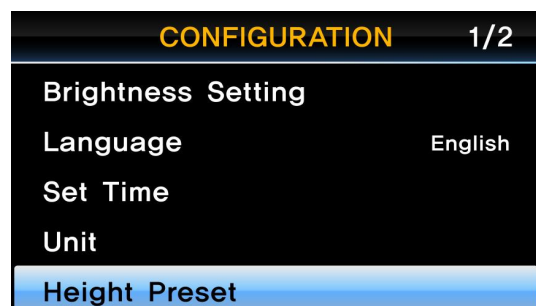 CONFIGURATION 1/2
Brightness Setting
Language English
Set Time
Unit
Height Preset